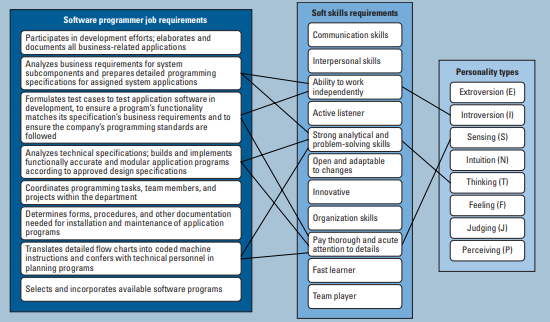 Software programmer job requirements
Participates in development efforts; elaborates and
documents all business-related applications
Analyzes business requirements for system
subcomponents and prepares detailed programming
specifications for assigned system applications
Formulates test cases to test application software in
development, to ensure a program's functionality
matches its specification's business requirements and to
ensure the company's programming standards are
followed
Analyzes technical specifications; builds and implements
functionally accurate and modular application programs
according to approved design specifications
Coordinates programming tasks, team members, and
projects within the department
Determines forms, procedures, and other documentation
needed for installation and maintenance of application
programs
Translates detailed flow charts into coded machine
instructions and confers with technical personnel in
planning programs
Selects and incorporates available software programs
Soft skills requirements
Communication skills
Interpersonal skills
Ability to work
independently
Active listener
Strong analytical and
problem-solving skills
Open and adaptable
to changes
Innovative
Organization skills
Pay thorough and acute
attention to details
Fast learner
Team player
Personality types
Extroversion (E)
Introversion (I)
Sensing (S)
Intuition (N)
Thinking (T)
Feeling (F)
Judging (J)
Perceiving (P)